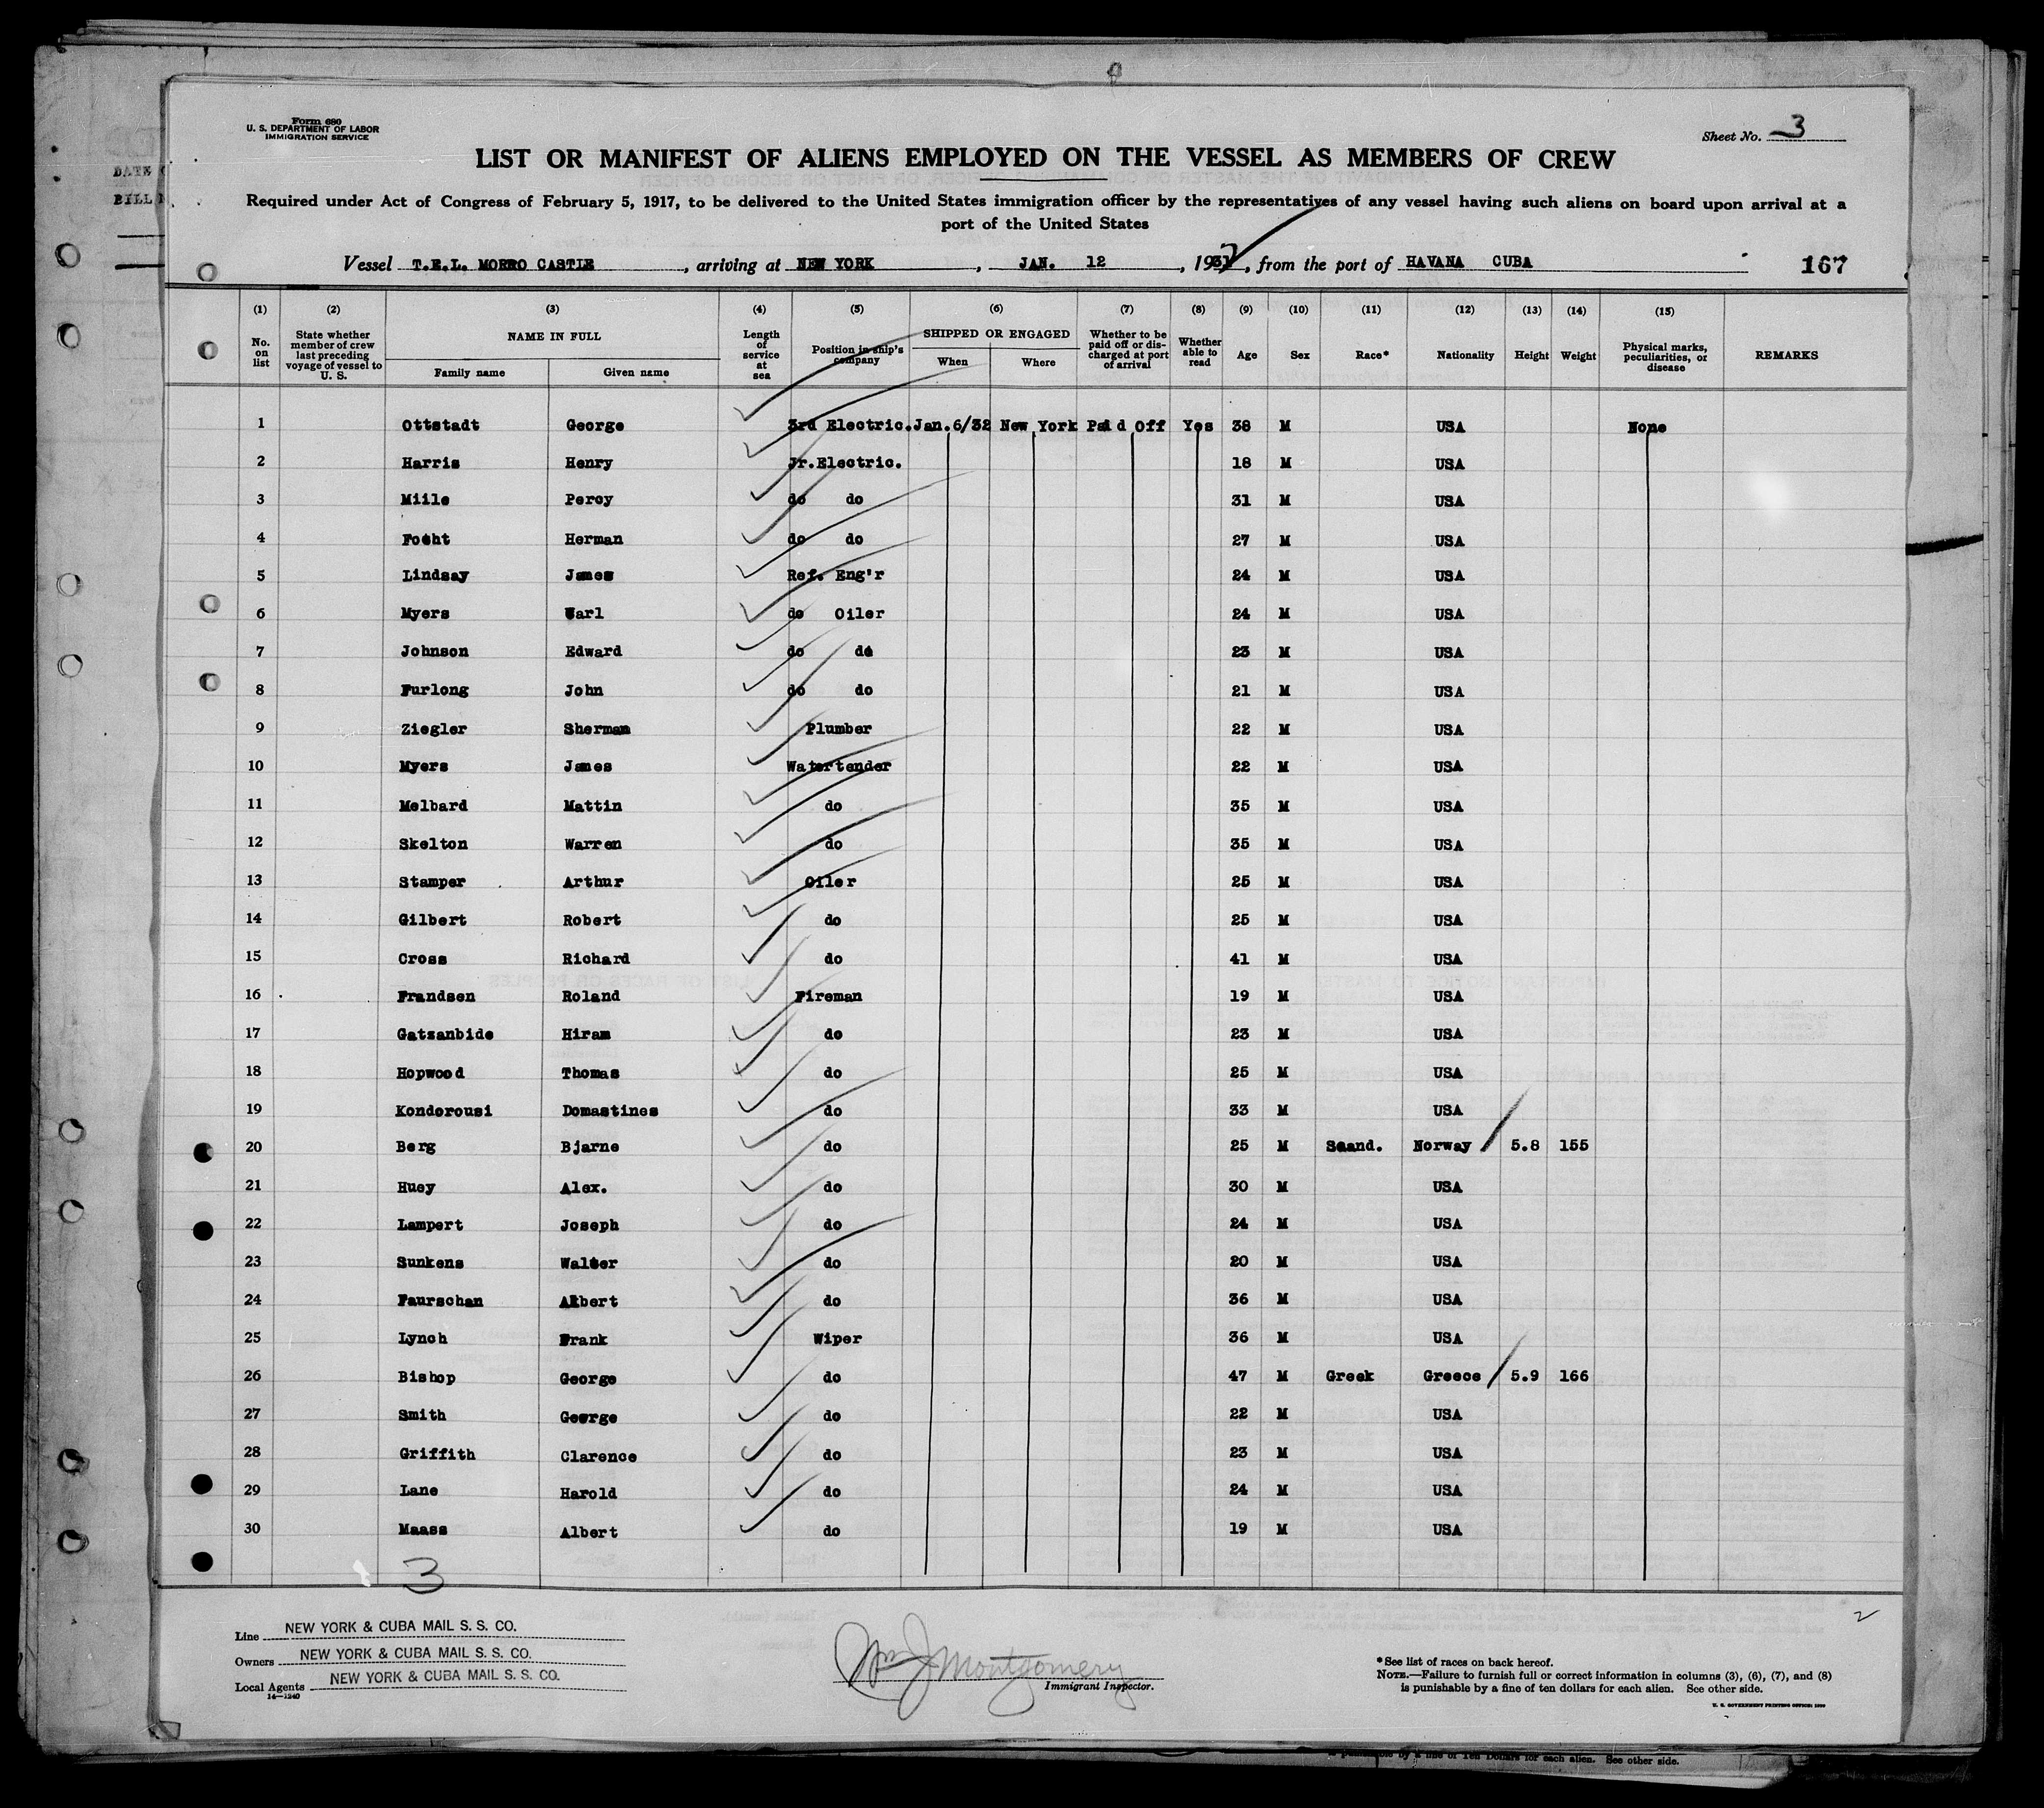 Form 680
U. S. DEPARTMENT OF LABOR
IMMIGRATION SERVICE
Sheet No. 3
LIST OR MANIFEST OF ALIENS EMPLOYED ON THE VESSEL AS MEMBERS OF CREW
Required under Act of Congress of February 5, 1917, to be delivered to the United States immigration officer by the representatives of any vessel having such aliens on board upon arrival at a
port of the United States
Vessel T.E.L. MORRO CASTLE, arriving at NEW YORK, JAN. 12, 1932, from the port of HAVANA CUBA 167
(1) (2) (3) (4) (5) (6) (7) (8) (9) (10) (11) (12) (13) (14) (15)
No. on list | State whether member of crew last preceding voyage of vessel to U. S. | NAME IN FULL Family name Given name | Length of service at sea | Position in ship's company | SHIPPED OR ENGAGED When Where | Whether to be paid off or discharged at port of arrival | Whether able to read | Age | Sex | Race* | Nationality | Height | Weight | Physical marks, peculiarities, or disease | REMARKS
1 Ottstadt George 3rd Electric. Jan.6/32 New York Paid Off Yes 38 M USA None
2 Harris Henry Jr.Electric. 18 M USA
3 Miile Percy do do 31 M USA
4 Focht Herman do do 27 M USA
5 Lindsay James Ref. Eng'r 24 M USA
6 Myers Carl do Oiler 24 M USA
7 Johnson Edward do do 23 M USA
8 Furlong John do do 21 M USA
9 Ziegler Sherman Plumber 22 M USA
10 Myers James Watertender 22 M USA
11 Melbard Mattin do 35 M USA
12 Skelton Warren do 35 M USA
13 Stamper Arthur Oiler 25 M USA
14 Gilbert Robert do 25 M USA
15 Cross Richard do 41 M USA
16 Frandsen Roland Fireman 19 M USA
17 Gatzanbide Hiram do 23 M USA
18 Hopwood Thomas do 25 M USA
19 Konderousi Domastines do 33 M USA
20 Berg Bjarne do 25 M Scand. Norway 5.8 155
21 Huey Alex. do 30 M USA
22 Lampert Joseph do 24 M USA
23 Sunkens Walter do 20 M USA
24 Faurschan Albert do 36 M USA
25 Lynch Frank Wiper 36 M USA
26 Bishop George do 47 M Greek Greece 5.9 166
27 Smith George do 22 M USA
28 Griffith Clarence do 23 M USA
29 Lane Harold do 24 M USA
30 Maass Albert do 19 M USA
3
2
Line NEW YORK & CUBA MAIL S. S. CO.
Owners NEW YORK & CUBA MAIL S. S. CO.
Local Agents NEW YORK & CUBA MAIL S. S. CO.
14—1240
Wm J Montgomery
Immigrant Inspector.
*See list of races on back hereof.
NOTE.—Failure to furnish full or correct information in columns (3), (6), (7), and (8)
is punishable by a fine of ten dollars for each alien. See other side.
is punishable by a fine of Ten Dollars for each alien. See other side.